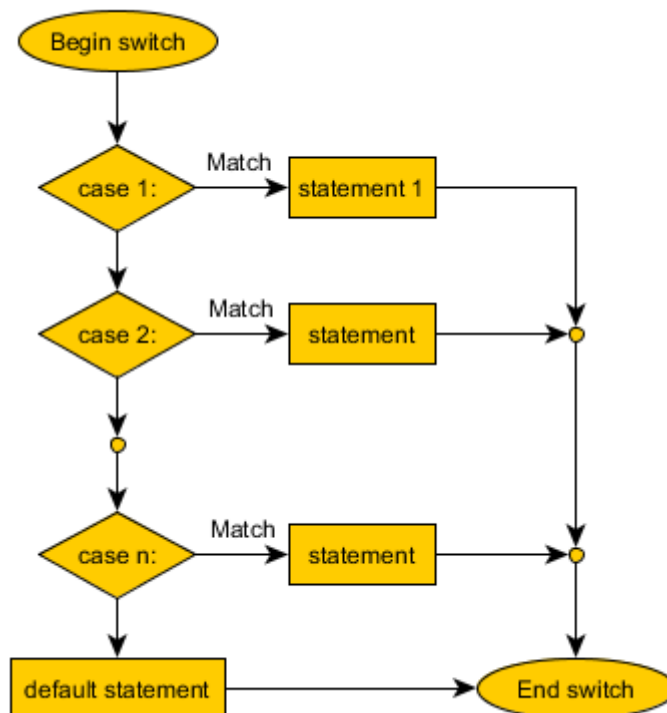 Begin switch
case 1:
Match
statement 1
case 2:
Match
statement
case n:
Match
statement
default statement
End switch